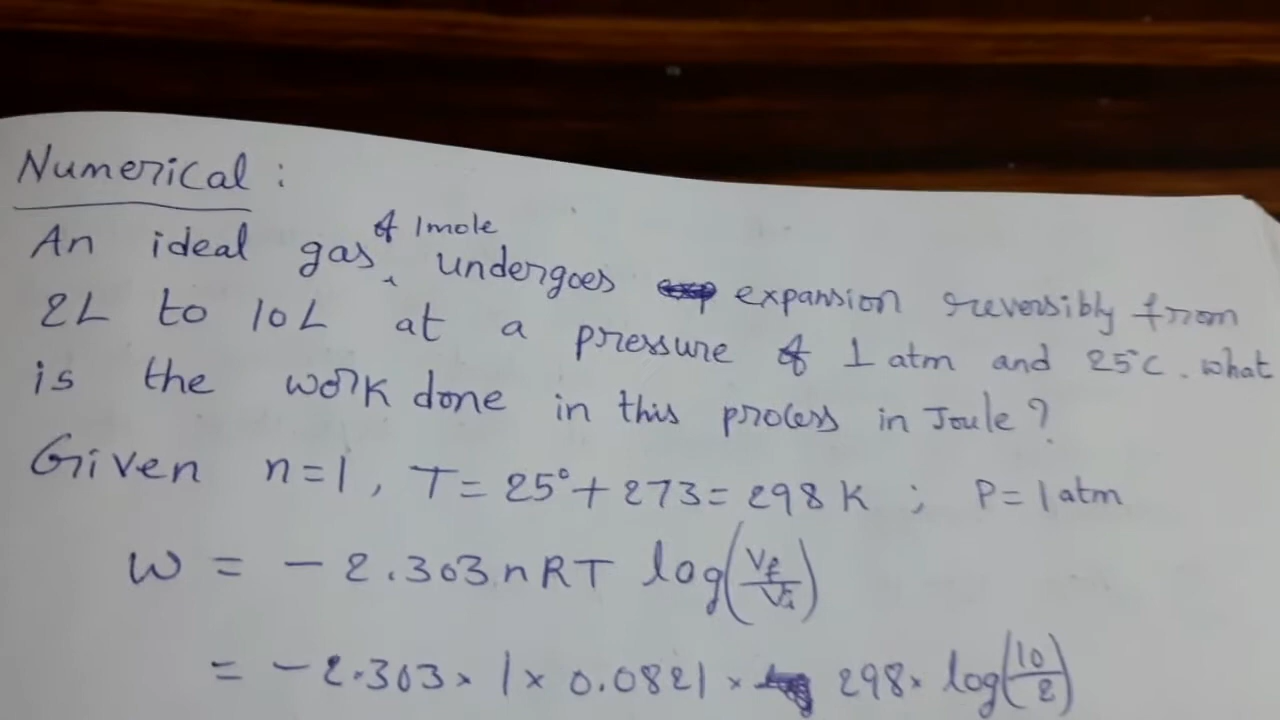 Numerical :
An ideal gas of 1mole undergoes expansion reversibly from
2L to 10L at a pressure of 1 atm and 25°C. what
is the work done in this process in Joule?
Given n=1, T= 25°+273= 298 K ; P=1atm
W = -2.303 nRT log(Vf/Vi)
= -2.303 × 1 × 0.0821 × 298 × log(10/2)